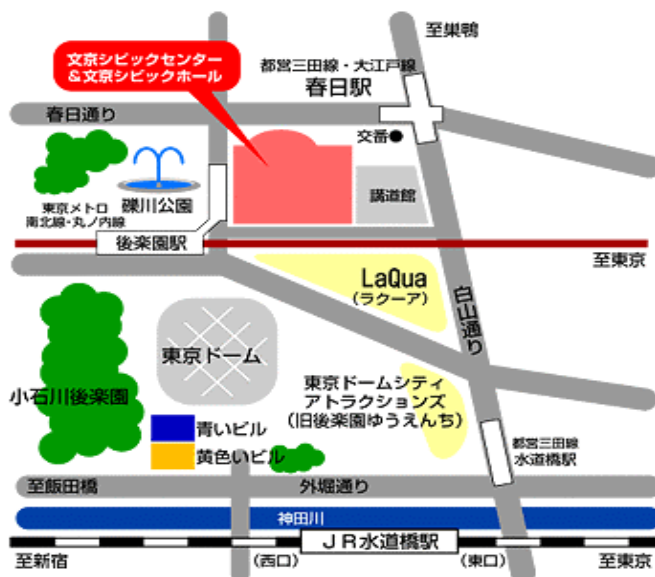 至巣鴨
文京シビックセンター
&文京シビックホール
都営三田線・大江戸線
春日駅
春日通り
交番
東京メトロ
南北線・丸ノ内線
礫川公園
講道館
後楽園駅
至東京
LaQua
(ラクーア)
白山通り
東京ドーム
小石川後楽園
東京ドームシティ
アトラクションズ
(旧後楽園ゆうえんち)
青いビル
黄色いビル
都営三田線
水道橋駅
至飯田橋
外堀通り
神田川
JR水道橋駅
至新宿
(西口)
(東口)
至東京